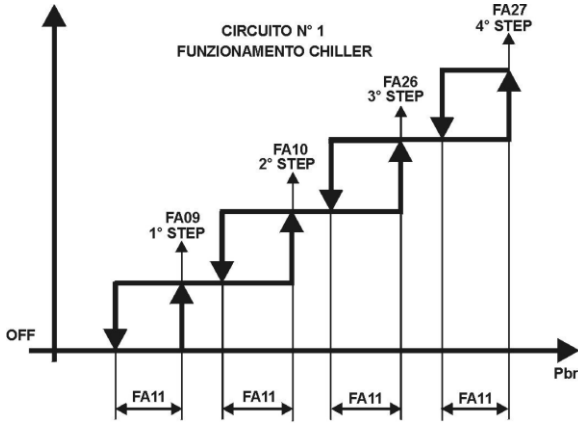 CIRCUITO N° 1
FUNZIONAMENTO CHILLER
FA27
4° STEP
FA26
3° STEP
FA10
2° STEP
FA09
1° STEP
OFF
Pbr
FA11
FA11
FA11
FA11